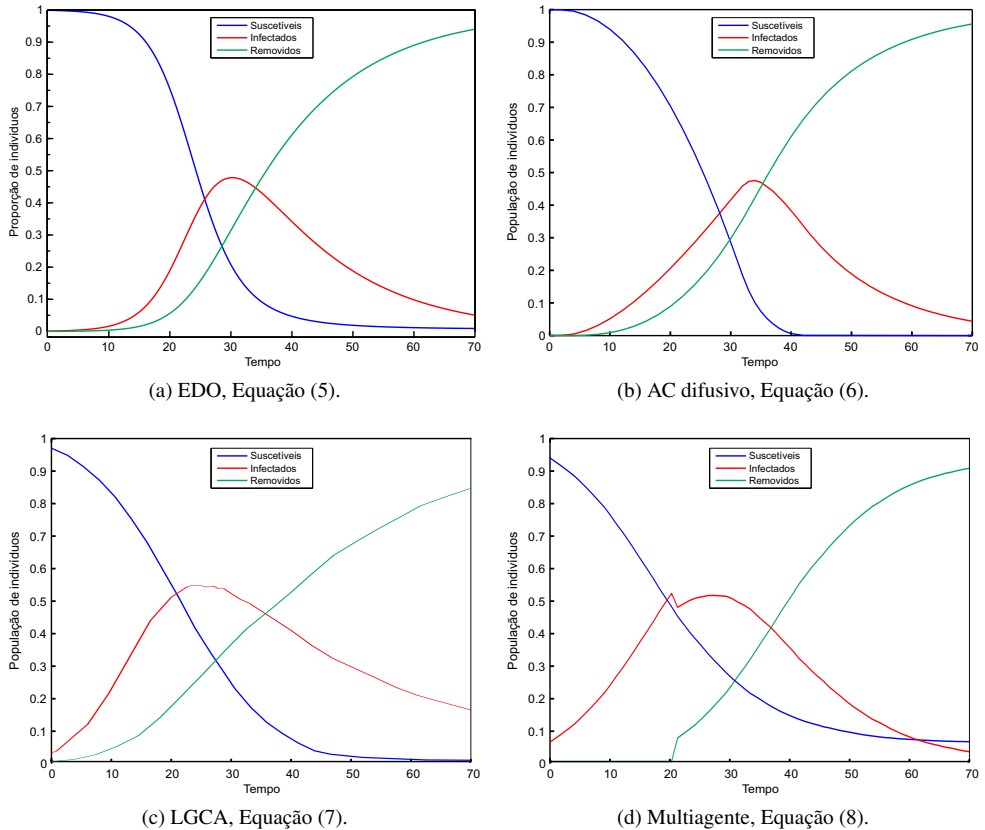 1
0.9
0.8
0.7
0.6
0.5
0.4
0.3
0.2
0.1
0
Proporção de indivíduos
Suscetíveis
Infectados
Removidos
0 10 20 30 40 50 60 70
Tempo
(a) EDO, Equação (5).
1
0.9
0.8
0.7
0.6
0.5
0.4
0.3
0.2
0.1
0
População de indivíduos
Suscetíveis
Infectados
Removidos
0 10 20 30 40 50 60 70
Tempo
(b) AC difusivo, Equação (6).
1
0.9
0.8
0.7
0.6
0.5
0.4
0.3
0.2
0.1
0
População de indivíduos
Suscetíveis
Infectados
Removidos
0 10 20 30 40 50 60 70
Tempo
(c) LGCA, Equação (7).
1
0.9
0.8
0.7
0.6
0.5
0.4
0.3
0.2
0.1
0
População de indivíduos
Suscetíveis
Infectados
Removidos
0 10 20 30 40 50 60 70
Tempo
(d) Multiagente, Equação (8).